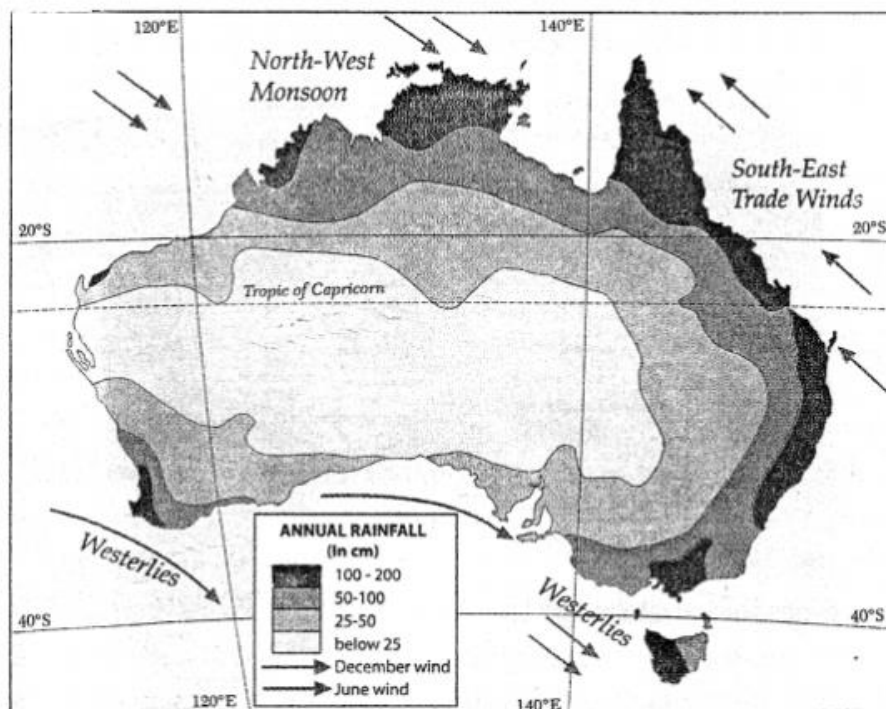 120°E
140°E
North-West
Monsoon
South-East
Trade Winds
20°S
20°S
Tropic of Capricorn
Westerlies
ANNUAL RAINFALL
(In cm)
100 - 200
50-100
25-50
below 25
December wind
June wind
Westerlies
40°S
40°S
120°E
140°E